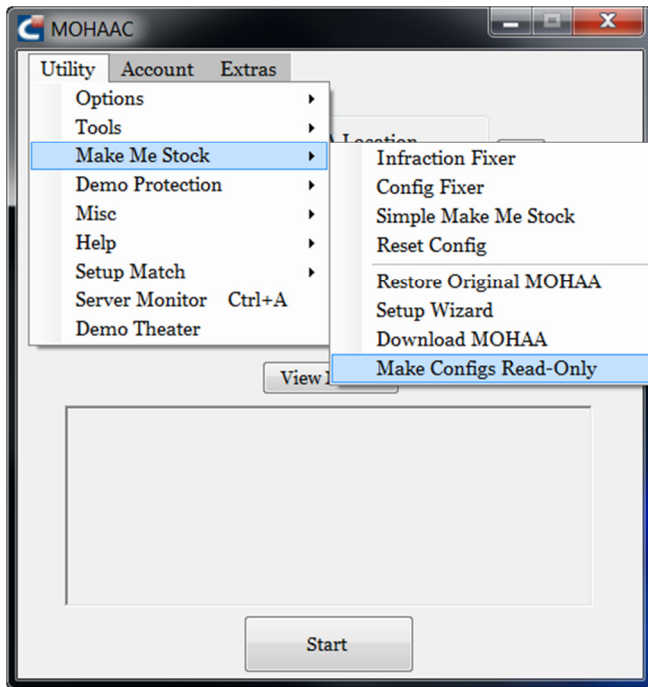 MOHAAC
Utility Account Extras
Options
Tools
Location
Make Me Stock
Demo Protection
Misc
Help
Setup Match
Server Monitor Ctrl+A
Demo Theater
Infraction Fixer
Config Fixer
Simple Make Me Stock
Reset Config
Restore Original MOHAA
Setup Wizard
Download MOHAA
Make Configs Read-Only
View
Start